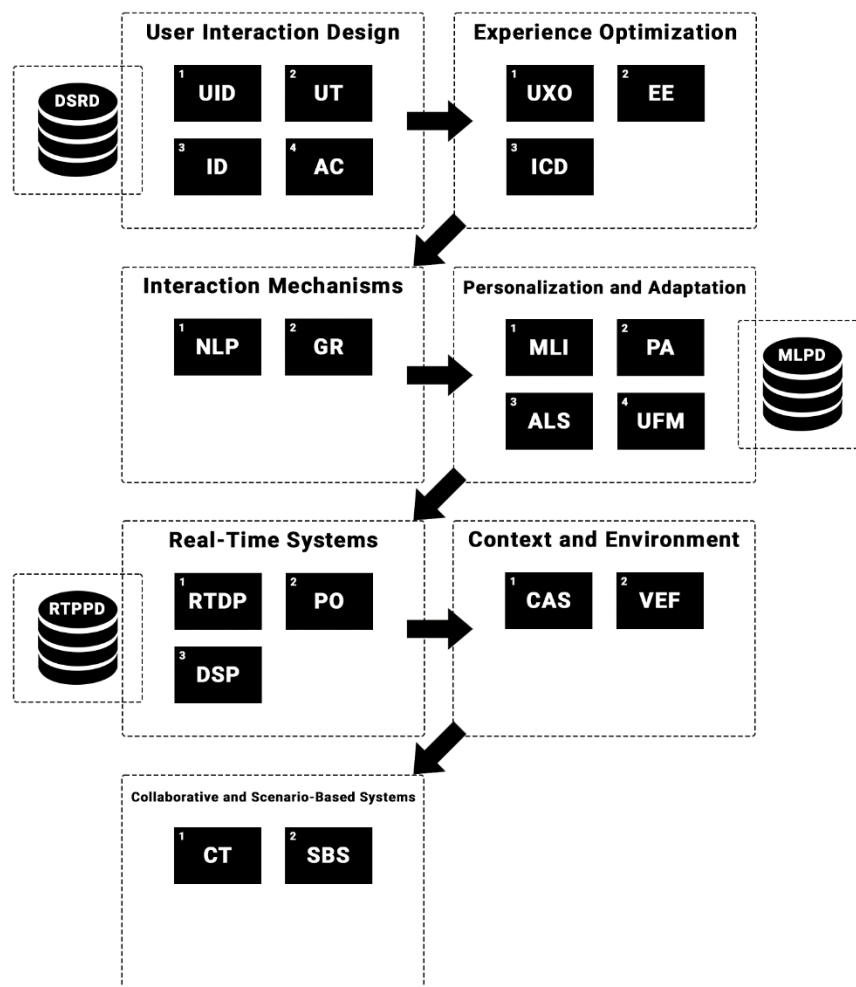 User Interaction Design
DSRD
1 UID
2 UT
3 ID
4 AC
Experience Optimization
1 UXO
2 EE
3 ICD
Interaction Mechanisms
1 NLP
2 GR
Personalization and Adaptation
1 MLI
2 PA
3 ALS
4 UFM
MLPD
Real-Time Systems
RTPPD
1 RTDP
2 PO
3 DSP
Context and Environment
1 CAS
2 VEF
Collaborative and Scenario-Based Systems
1 CT
2 SBS